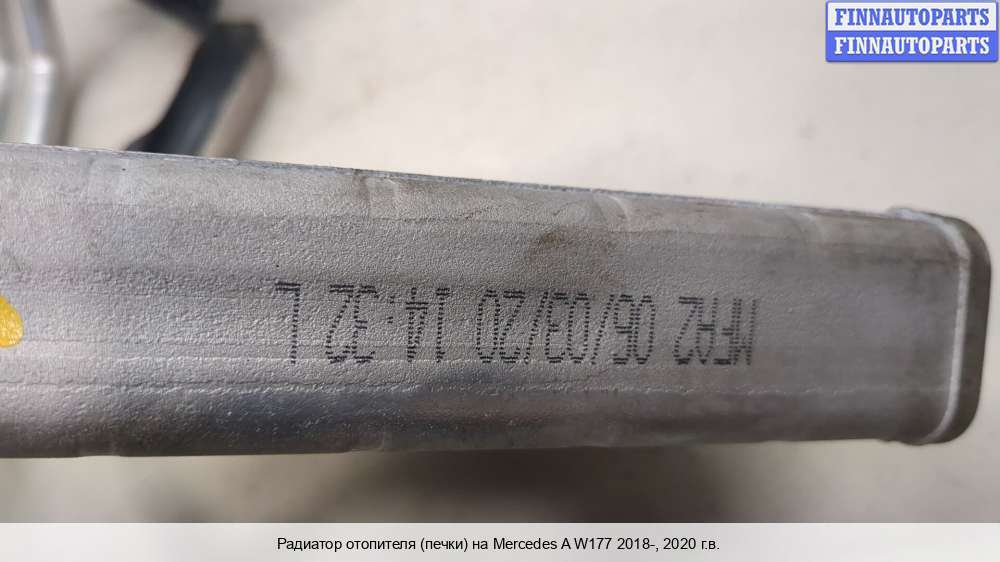 FINNAUTOPARTS
FINNAUTOPARTS
MFR2 06/03/20 14:32 L
Радиатор отопителя (печки) на Mercedes A W177 2018-, 2020 г.в.